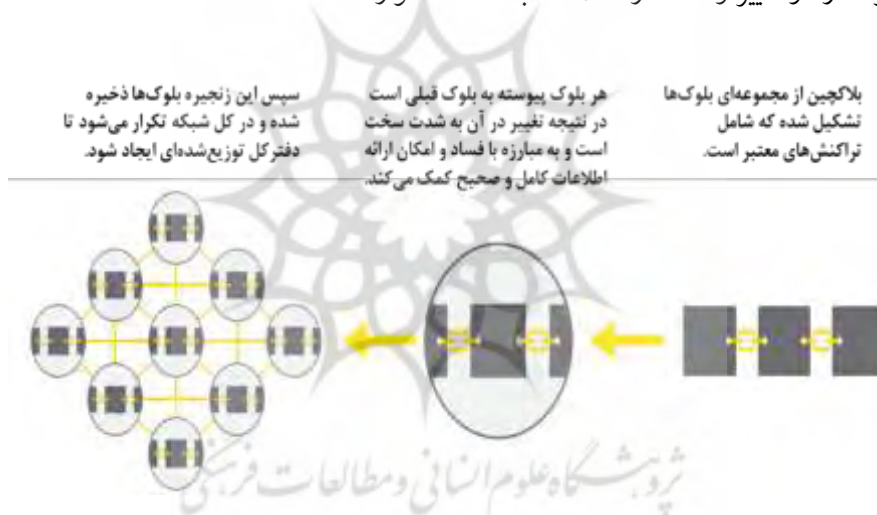 بلاکچین از مجموعه‌ای بلوک‌ها
تشکیل شده که شامل
تراکنش‌های معتبر است.
هر بلوک پیوسته به بلوک قبلی است
در نتیجه تغییر در آن به شدت سخت
است و به مبارزه با فساد و امکان ارائه
اطلاعات کامل و صحیح کمک می‌کند.
سپس این زنجیره بلوک‌ها ذخیره
شده و در کل شبکه تکرار می‌شود تا
دفتر کل توزیع‌شده‌ای ایجاد شود.
پژوهشگاه علوم انسانی و مطالعات فرهنگی